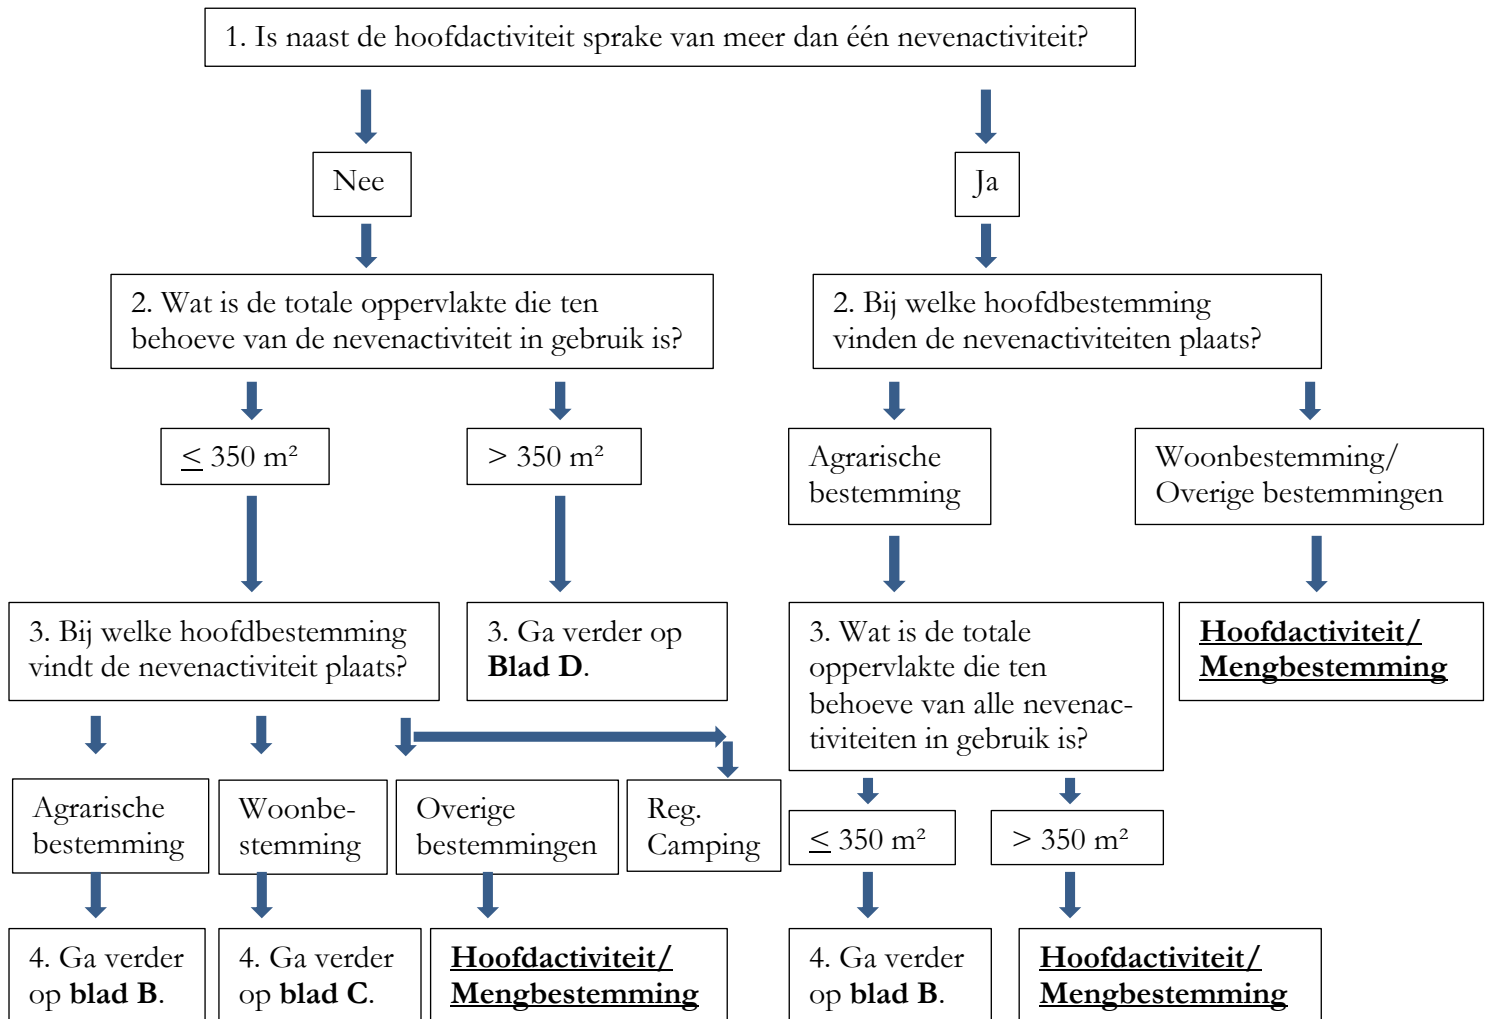 1. Is naast de hoofdactiviteit sprake van meer dan één nevenactiviteit?
Nee
Ja
2. Wat is de totale oppervlakte die ten
behoeve van de nevenactiviteit in gebruik is?
2. Bij welke hoofdbestemming
vinden de nevenactiviteiten plaats?
≤ 350 m²
> 350 m²
Agrarische
bestemming
Woonbestemming/
Overige bestemmingen
3. Bij welke hoofdbestemming
vindt de nevenactiviteit plaats?
3. Ga verder op
Blad D.
3. Wat is de totale
oppervlakte die ten
behoeve van alle nevenac-
tiviteiten in gebruik is?
Hoofdactiviteit/
Mengbestemming
Agrarische
bestemming
Woonbe-
stemming
Overige
bestemmingen
Reg.
Camping
≤ 350 m²
> 350 m²
4. Ga verder
op blad B.
4. Ga verder
op blad C.
Hoofdactiviteit/
Mengbestemming
4. Ga verder
op blad B.
Hoofdactiviteit/
Mengbestemming